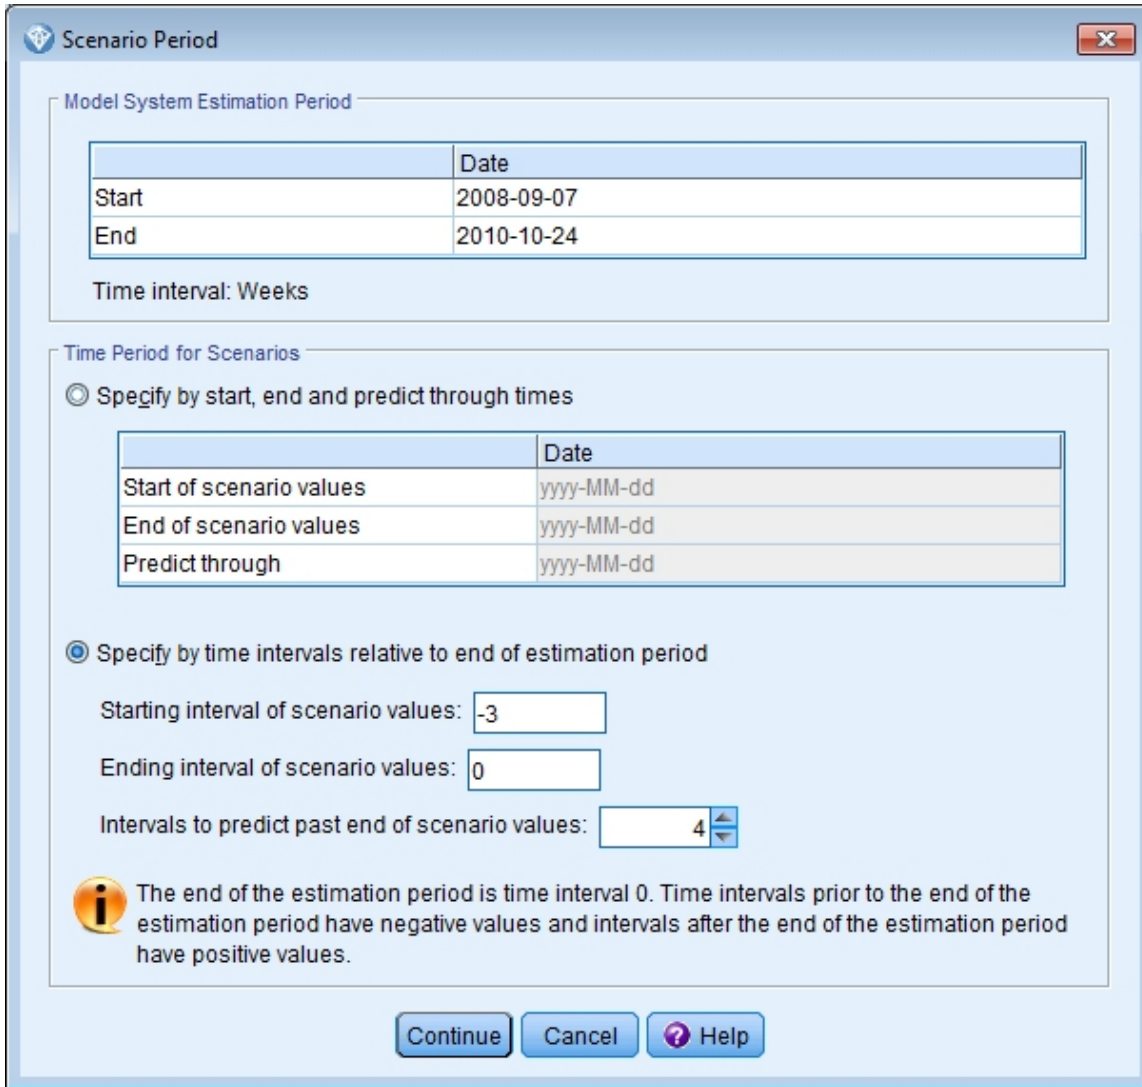 Scenario Period
Model System Estimation Period
Date
Start 2008-09-07
End 2010-10-24
Time interval: Weeks
Time Period for Scenarios
Specify by start, end and predict through times
Date
Start of scenario values yyyy-MM-dd
End of scenario values yyyy-MM-dd
Predict through yyyy-MM-dd
Specify by time intervals relative to end of estimation period
Starting interval of scenario values: -3
Ending interval of scenario values: 0
Intervals to predict past end of scenario values: 4
The end of the estimation period is time interval 0. Time intervals prior to the end of the
estimation period have negative values and intervals after the end of the estimation period
have positive values.
Continue Cancel Help